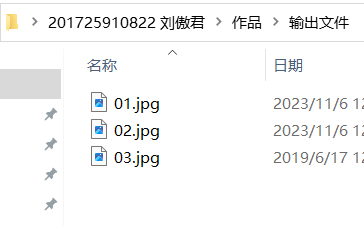 201725910822 刘傲君 > 作品 > 输出文件
名称 日期
01.jpg 2023/11/6 12
02.jpg 2023/11/6 12
03.jpg 2019/6/17 12